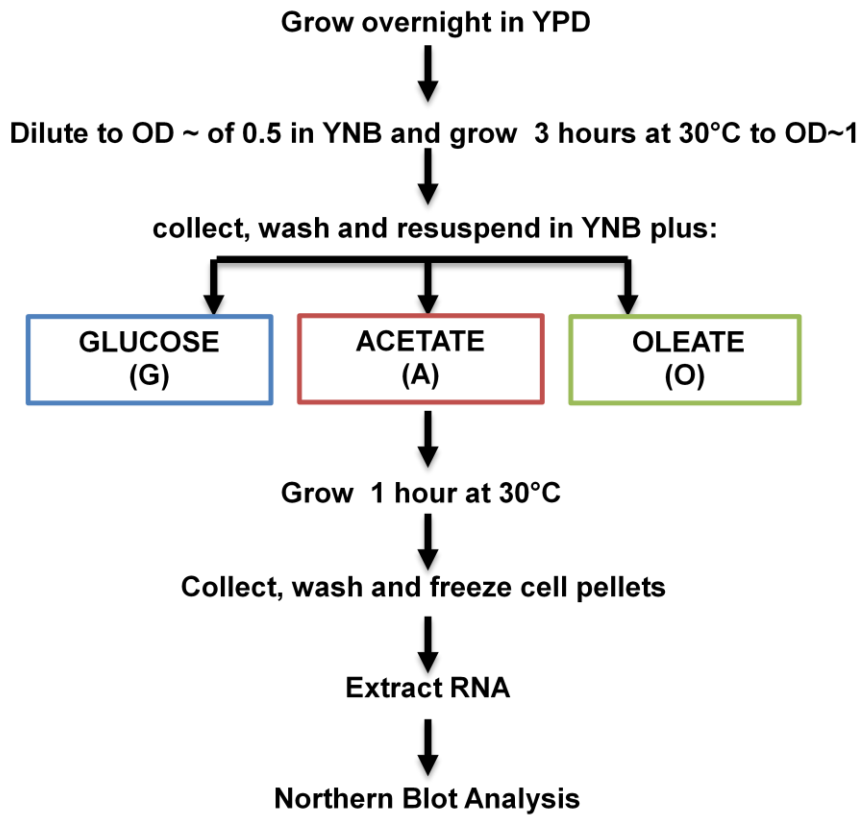 Grow overnight in YPD
Dilute to OD ~ of 0.5 in YNB and grow 3 hours at 30°C to OD~1
collect, wash and resuspend in YNB plus:
GLUCOSE
(G)
ACETATE
(A)
OLEATE
(O)
Grow 1 hour at 30°C
Collect, wash and freeze cell pellets
Extract RNA
Northern Blot Analysis